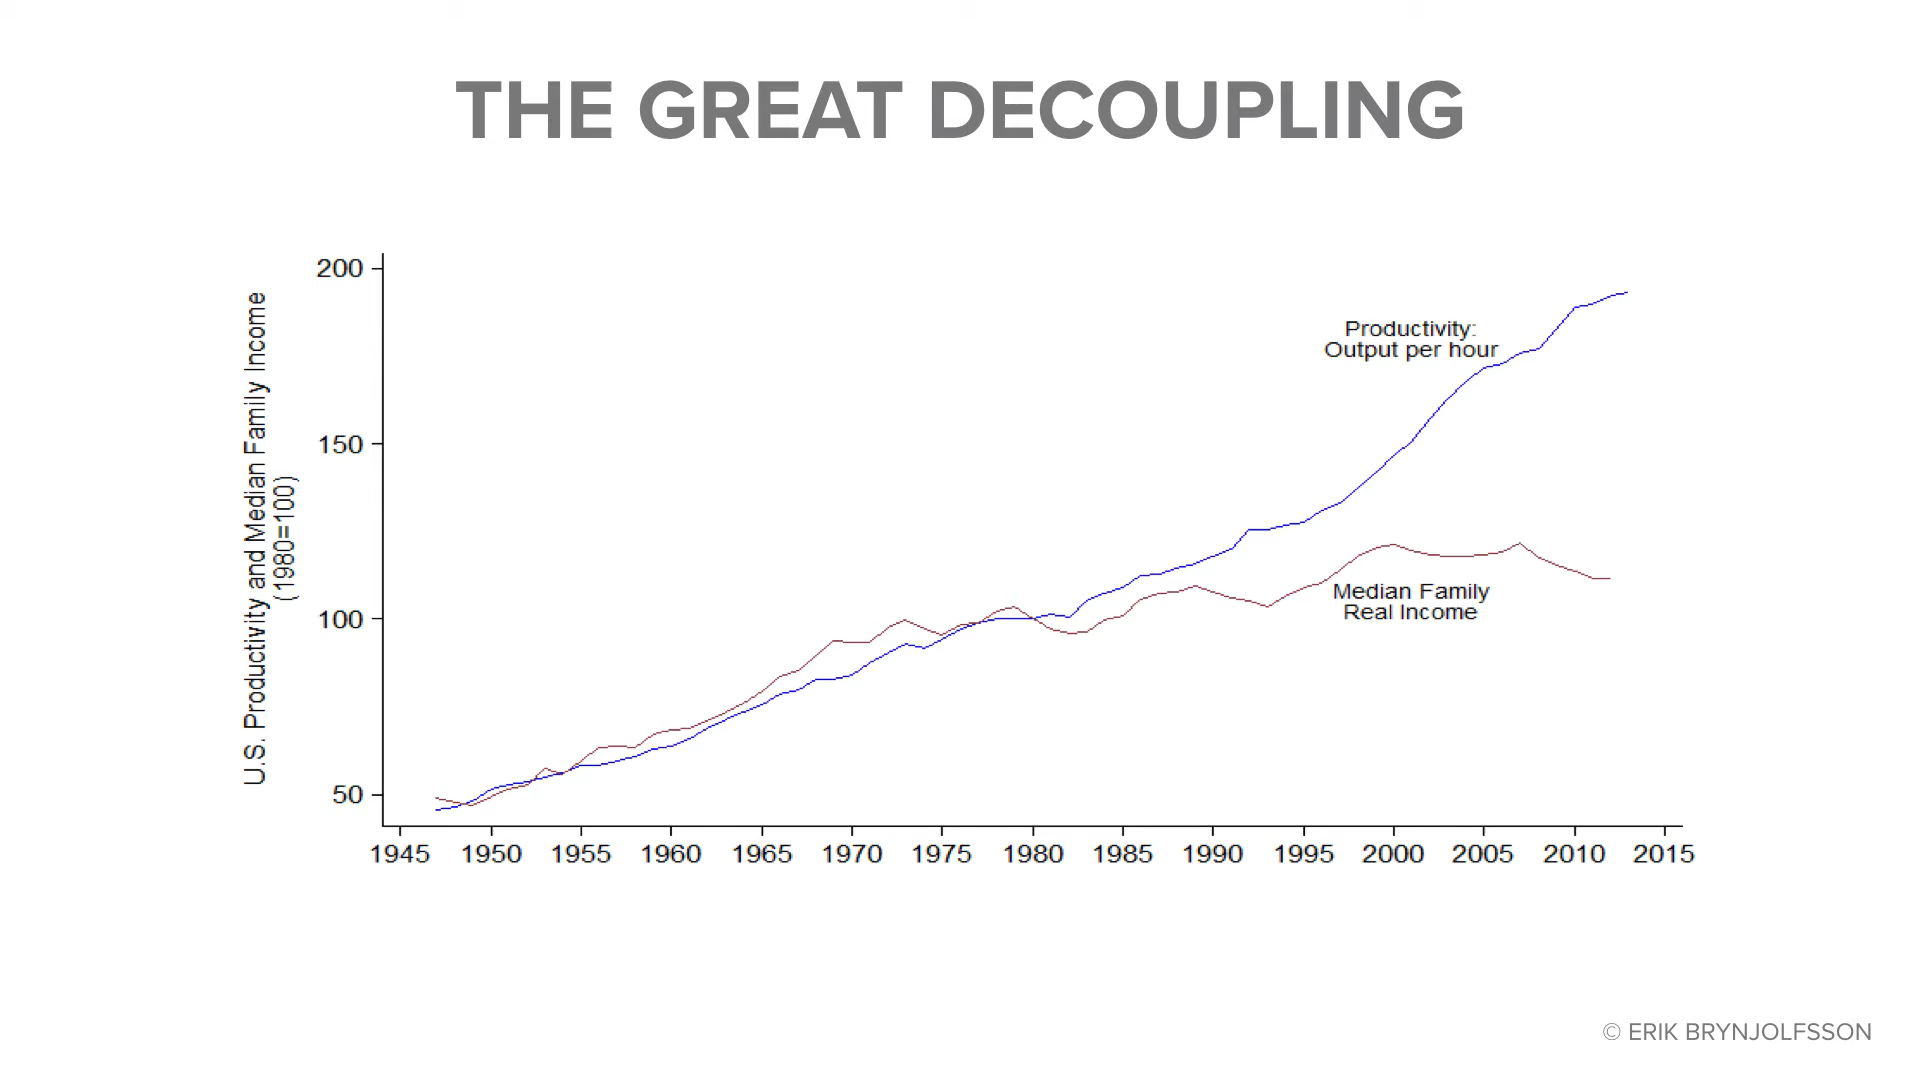 THE GREAT DECOUPLING
U.S. Productivity and Median Family Income
(1980=100)
200
150
100
50
Productivity:
Output per hour
Median Family
Real Income
1945 1950 1955 1960 1965 1970 1975 1980 1985 1990 1995 2000 2005 2010 2015
© ERIK BRYNJOLFSSON